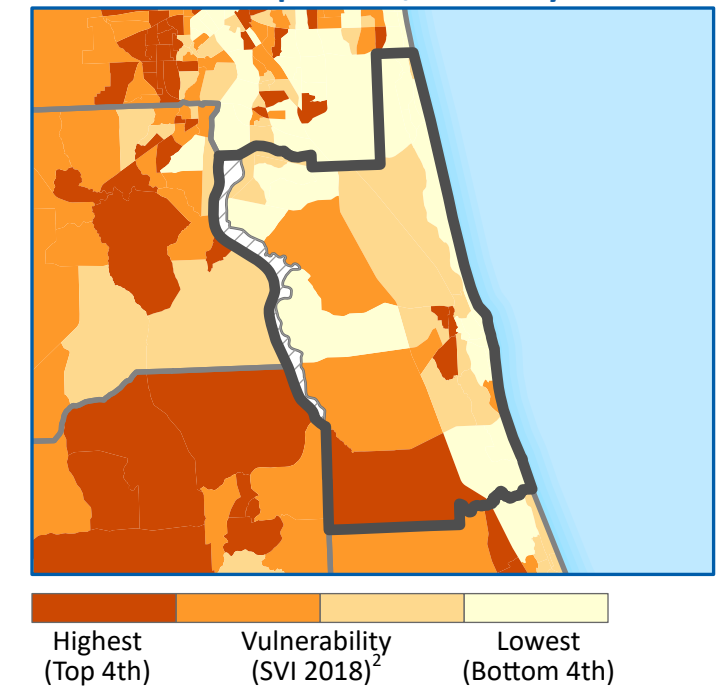 Highest
(Top 4th)
Vulnerability
(SVI 2018)2
Lowest
(Bottom 4th)